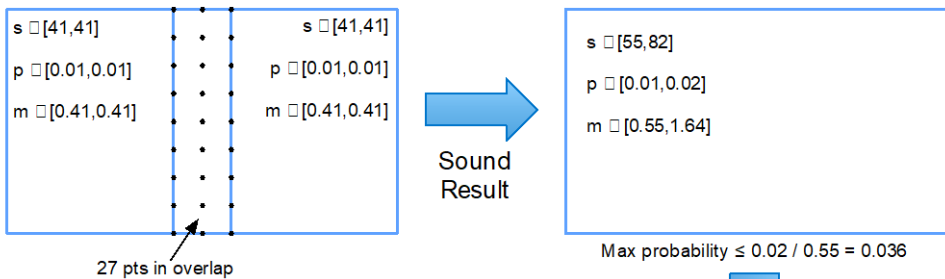 s □[41,41]
p □[0.01,0.01]
m □[0.41,0.41]
s □[41,41]
p □[0.01,0.01]
m □[0.41,0.41]
27 pts in overlap
Sound
Result
s □[55,82]
p □[0.01,0.02]
m □[0.55,1.64]
Max probability ≤ 0.02 / 0.55 = 0.036